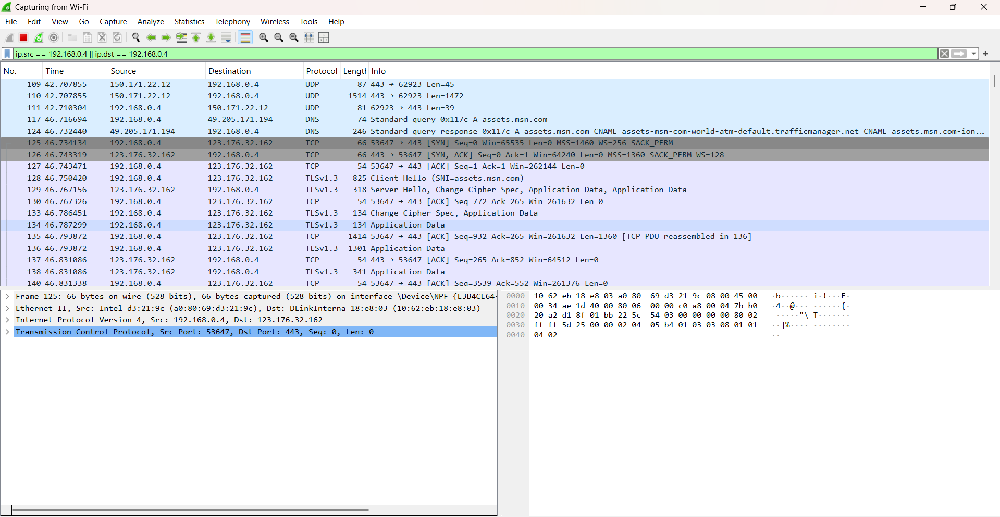 Capturing from Wi-Fi
File Edit View Go Capture Analyze Statistics Telephony Wireless Tools Help
ip.src == 192.168.0.4 || ip.dst == 192.168.0.4
No. Time Source Destination Protocol Length Info
109 42.707855 150.171.22.12 192.168.0.4 UDP 87 443 → 62923 Len=45
110 42.707855 150.171.22.12 192.168.0.4 UDP 1514 443 → 62923 Len=1472
111 42.710304 192.168.0.4 150.171.22.12 UDP 81 62923 → 443 Len=39
117 46.716694 192.168.0.4 49.205.171.194 DNS 74 Standard query 0x117c A assets.msn.com
124 46.732440 49.205.171.194 192.168.0.4 DNS 246 Standard query response 0x117c A assets.msn.com CNAME assets-msn-com-world-atm-default.trafficmanager.net CNAME assets.msn.com-ion.…
125 46.734134 192.168.0.4 123.176.32.162 TCP 66 53647 → 443 [SYN] Seq=0 Win=65535 Len=0 MSS=1460 WS=256 SACK_PERM
126 46.743319 123.176.32.162 192.168.0.4 TCP 66 443 → 53647 [SYN, ACK] Seq=0 Ack=1 Win=64240 Len=0 MSS=1360 SACK_PERM WS=128
127 46.743471 192.168.0.4 123.176.32.162 TCP 54 53647 → 443 [ACK] Seq=1 Ack=1 Win=262144 Len=0
128 46.750420 192.168.0.4 123.176.32.162 TLSv1.3 825 Client Hello (SNI=assets.msn.com)
129 46.767156 123.176.32.162 192.168.0.4 TLSv1.3 318 Server Hello, Change Cipher Spec, Application Data, Application Data
130 46.767326 192.168.0.4 123.176.32.162 TCP 54 53647 → 443 [ACK] Seq=772 Ack=265 Win=261632 Len=0
133 46.786451 192.168.0.4 123.176.32.162 TLSv1.3 134 Change Cipher Spec, Application Data
134 46.787299 192.168.0.4 123.176.32.162 TLSv1.3 134 Application Data
135 46.793872 192.168.0.4 123.176.32.162 TCP 1414 53647 → 443 [ACK] Seq=932 Ack=265 Win=261632 Len=1360 [TCP PDU reassembled in 136]
136 46.793872 192.168.0.4 123.176.32.162 TLSv1.3 1301 Application Data
137 46.831086 123.176.32.162 192.168.0.4 TCP 54 443 → 53647 [ACK] Seq=265 Ack=852 Win=64512 Len=0
138 46.831086 123.176.32.162 192.168.0.4 TLSv1.3 341 Application Data
140 46.831338 192.168.0.4 123.176.32.162 TCP 54 53647 → 443 [ACK] Seq=3539 Ack=552 Win=261376 Len=0
Frame 125: 66 bytes on wire (528 bits), 66 bytes captured (528 bits) on interface \Device\NPF_{E3B4CE64-
Ethernet II, Src: Intel_d3:21:9c (a0:80:69:d3:21:9c), Dst: DLinkInterna_18:e8:03 (10:62:eb:18:e8:03)
Internet Protocol Version 4, Src: 192.168.0.4, Dst: 123.176.32.162
Transmission Control Protocol, Src Port: 53647, Dst Port: 443, Seq: 0, Len: 0
0000 10 62 eb 18 e8 03 a0 80 69 d3 21 9c 08 00 45 00 ·b······ i·!···E·
0010 00 34 ae 1d 40 00 80 06 00 00 c0 a8 00 04 7b b0 ·4··@··· ······{·
0020 20 a2 d1 8f 01 bb 22 5c 54 03 00 00 00 00 80 02 ·····"\ T·······
0030 ff ff 5d 25 00 00 02 04 05 b4 01 03 03 08 01 01 ··]%···· ········
0040 04 02 ··